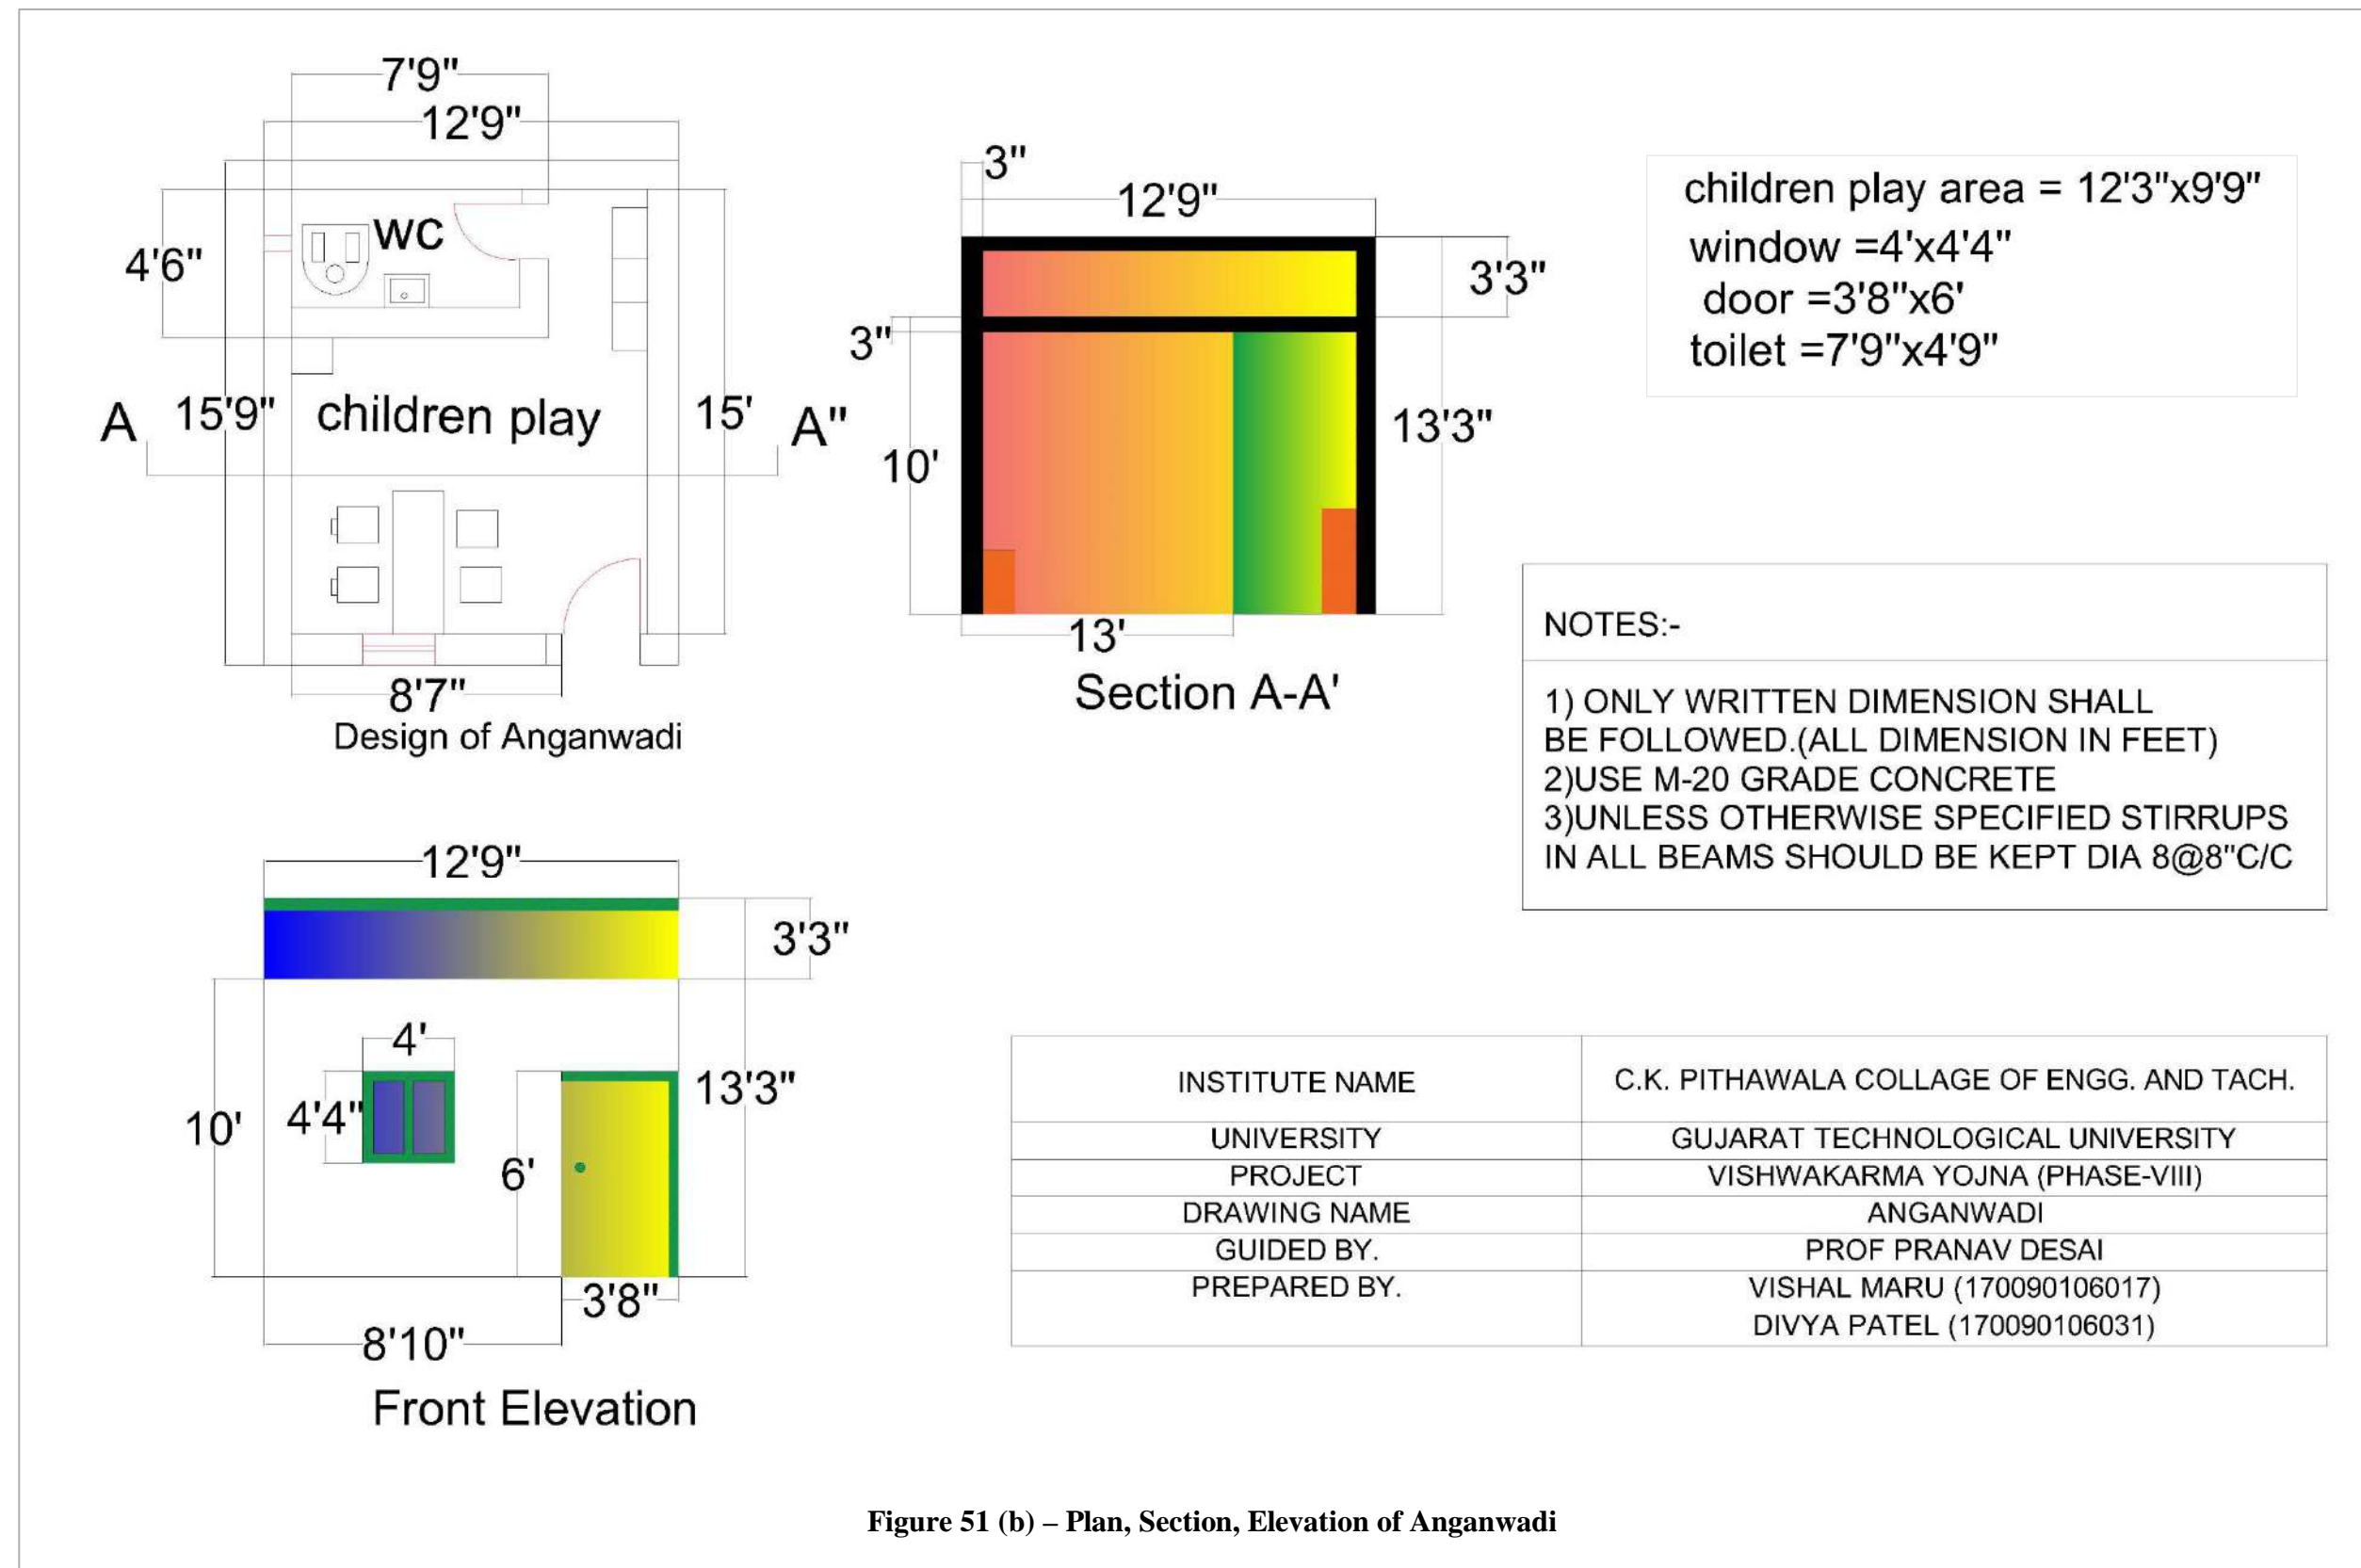 7'9"
12'9"
WC
4'6"
A 15'9" children play 15' A"
8'7"
Design of Anganwadi
3"
12'9"
3'3"
3"
13'3"
10'
13'
Section A-A'
children play area = 12'3"x9'9"
window =4'x4'4"
door =3'8"x6'
toilet =7'9"x4'9"
NOTES:-
1) ONLY WRITTEN DIMENSION SHALL
BE FOLLOWED.(ALL DIMENSION IN FEET)
2)USE M-20 GRADE CONCRETE
3)UNLESS OTHERWISE SPECIFIED STIRRUPS
IN ALL BEAMS SHOULD BE KEPT DIA 8@8"C/C
12'9"
3'3"
4'
13'3"
4'4"
10'
6'
3'8"
8'10"
Front Elevation
INSTITUTE NAME C.K. PITHAWALA COLLAGE OF ENGG. AND TACH.
UNIVERSITY GUJARAT TECHNOLOGICAL UNIVERSITY
PROJECT VISHWAKARMA YOJNA (PHASE-VIII)
DRAWING NAME ANGANWADI
GUIDED BY. PROF PRANAV DESAI
PREPARED BY. VISHAL MARU (170090106017)
DIVYA PATEL (170090106031)
Figure 51 (b) – Plan, Section, Elevation of Anganwadi